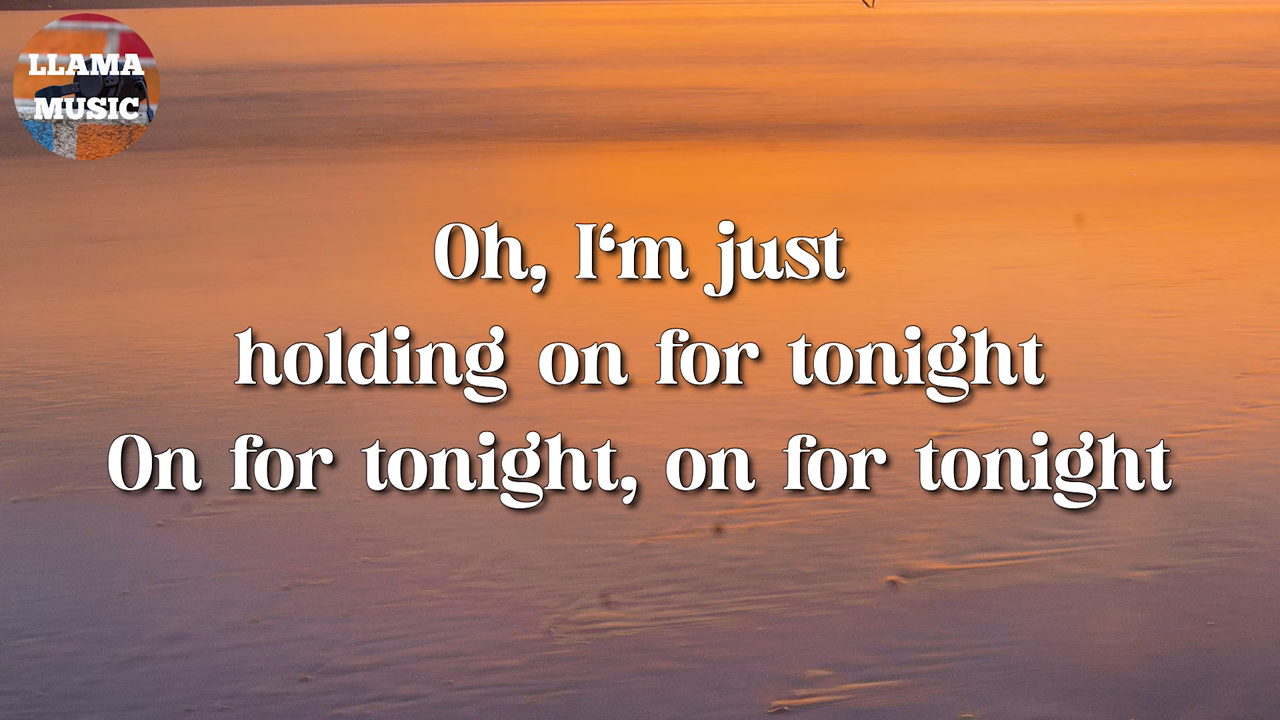 LLAMA
MUSIC
Oh, I‘m just
holding on for tonight
On for tonight, on for tonight